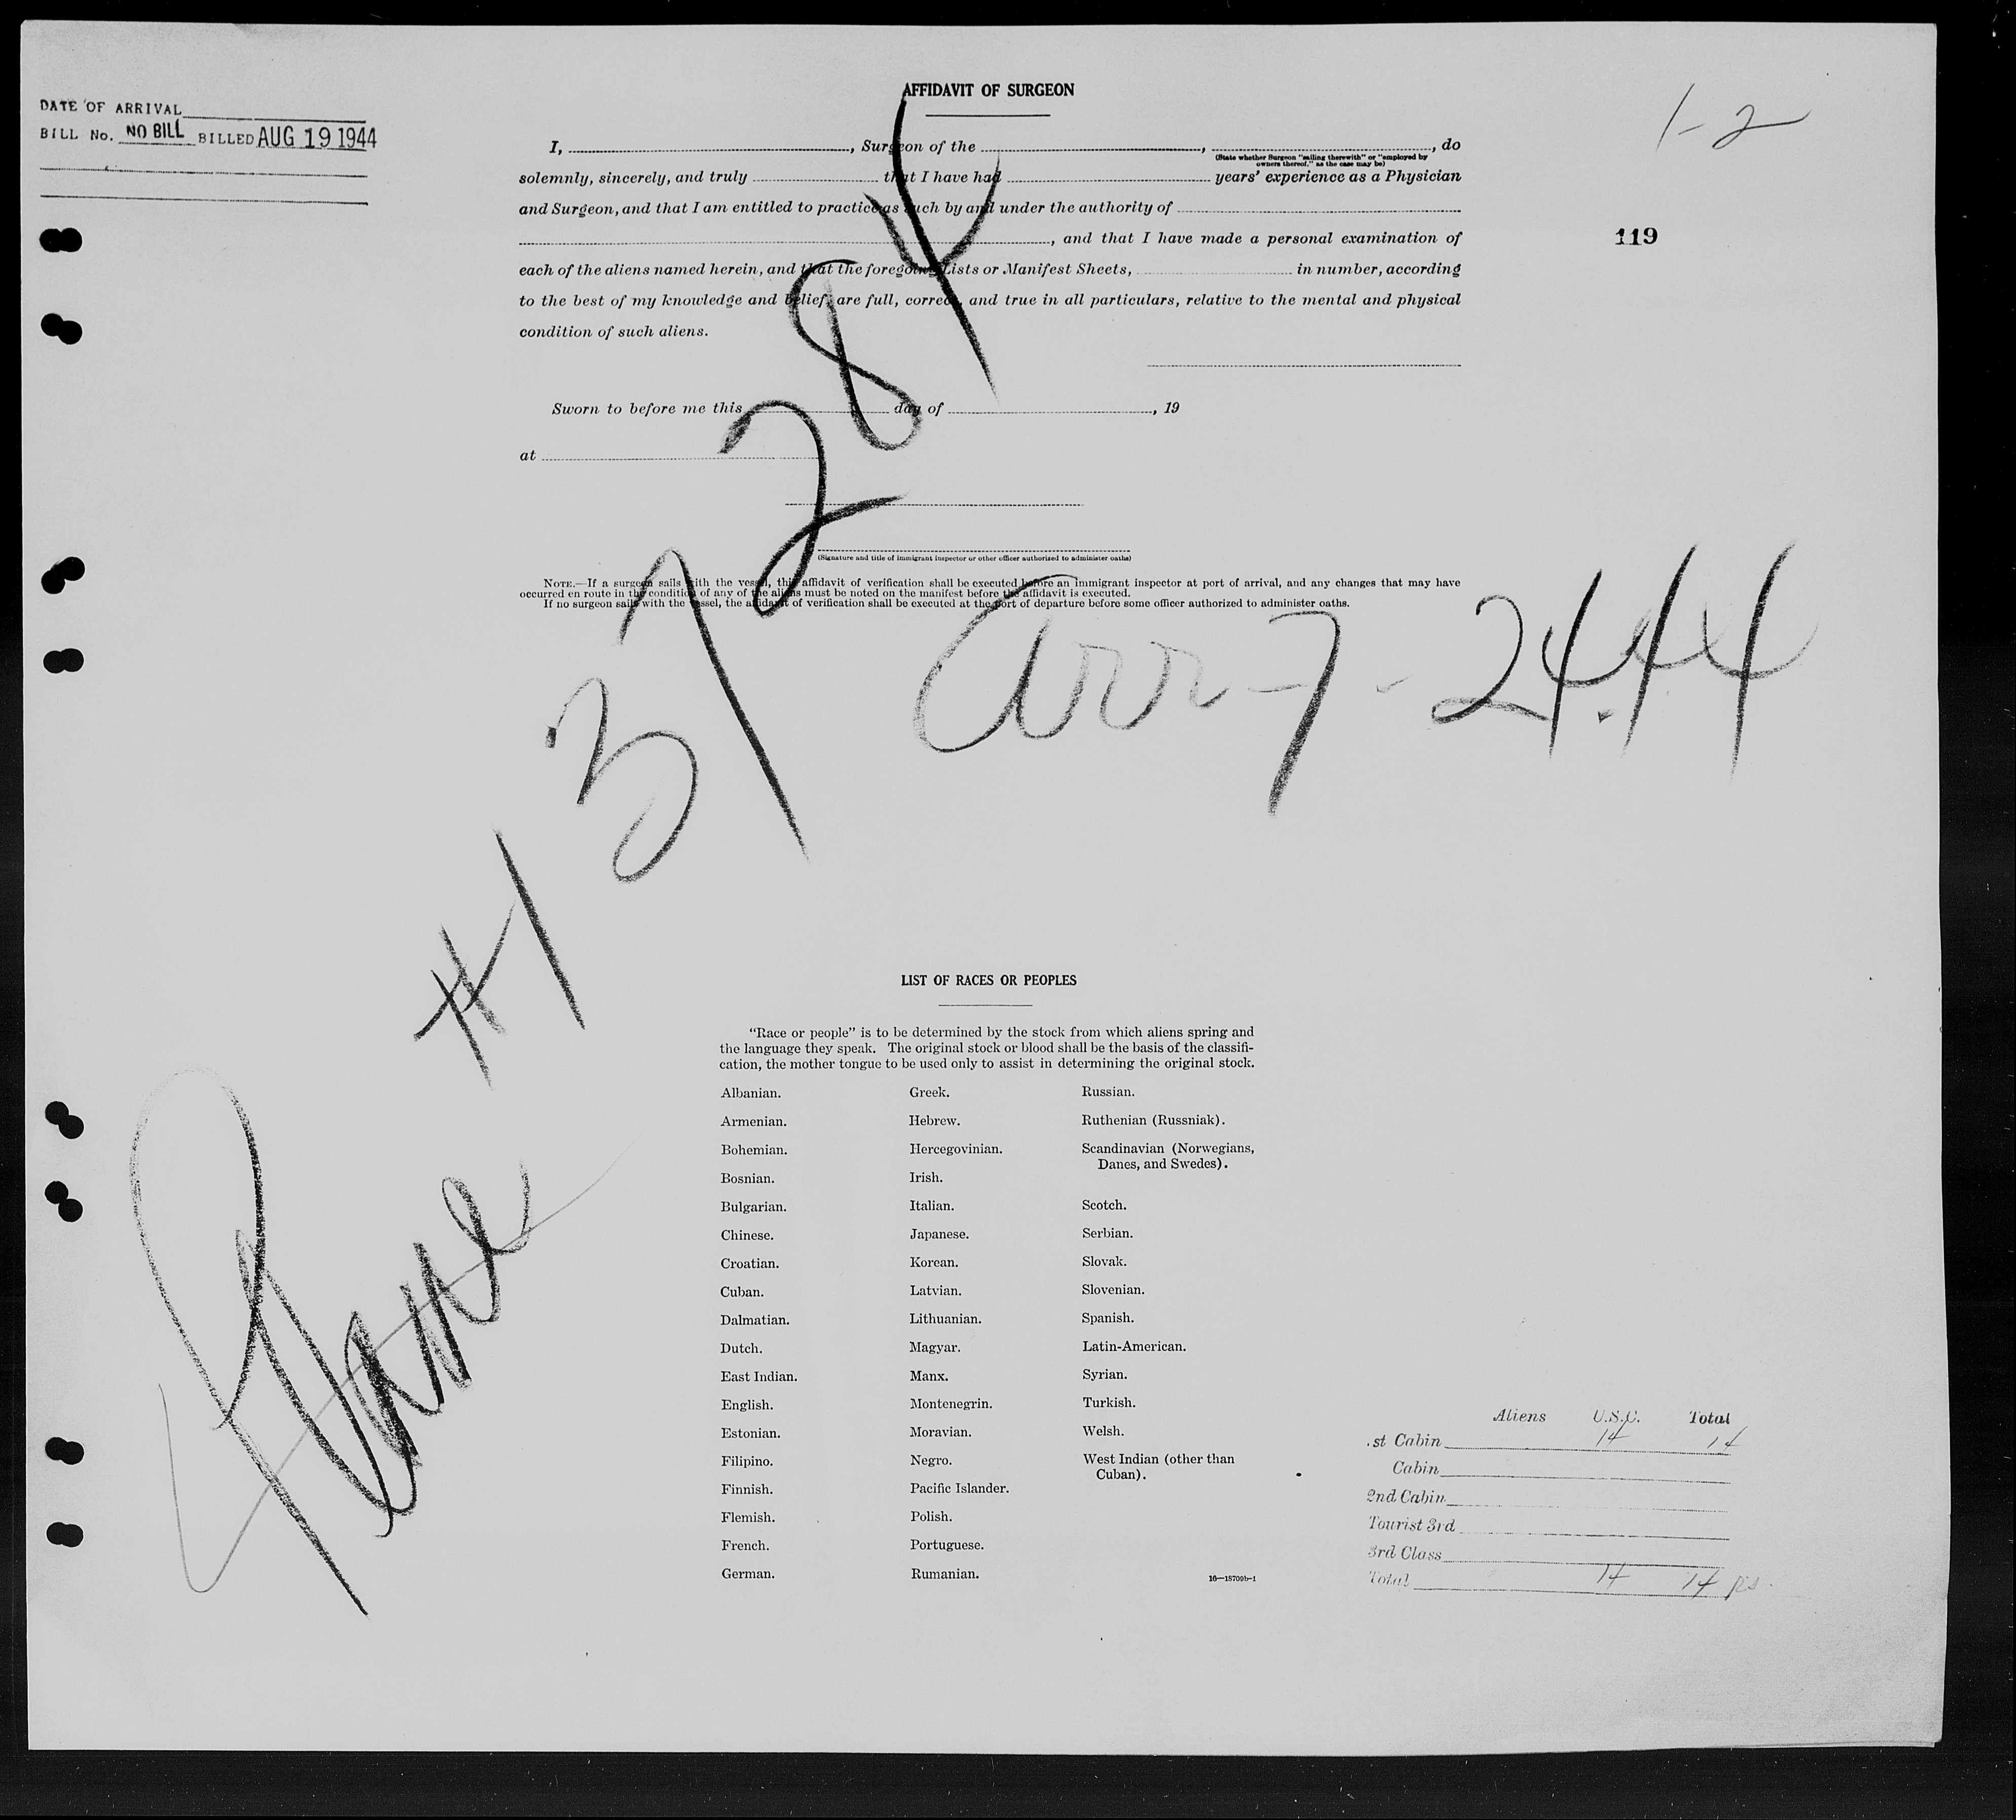 DATE OF ARRIVAL
BILL No. NO BILL BILLED AUG 19 1944
1-2
119
AFFIDAVIT OF SURGEON
I, , Surgeon of the , , do
(State whether Surgeon "sailing therewith" or "employed by
owners thereof," as the case may be)
solemnly, sincerely, and truly that I have had years' experience as a Physician
and Surgeon, and that I am entitled to practice as such by and under the authority of
, and that I have made a personal examination of
each of the aliens named herein, and that the foregoing Lists or Manifest Sheets, in number, according
to the best of my knowledge and belief, are full, correct, and true in all particulars, relative to the mental and physical
condition of such aliens.
Sworn to before me this day of , 19
at
(Signature and title of immigrant inspector or other officer authorized to administer oaths)
NOTE.—If a surgeon sails with the vessel, this affidavit of verification shall be executed before an immigrant inspector at port of arrival, and any changes that may have
occurred en route in the condition of any of the aliens must be noted on the manifest before the affidavit is executed.
If no surgeon sails with the vessel, the affidavit of verification shall be executed at the port of departure before some officer authorized to administer oaths.
Plane #1 37284
arr-7-24.44
LIST OF RACES OR PEOPLES
"Race or people" is to be determined by the stock from which aliens spring and
the language they speak. The original stock or blood shall be the basis of the classifi-
cation, the mother tongue to be used only to assist in determining the original stock.
Albanian.
Armenian.
Bohemian.
Bosnian.
Bulgarian.
Chinese.
Croatian.
Cuban.
Dalmatian.
Dutch.
East Indian.
English.
Estonian.
Filipino.
Finnish.
Flemish.
French.
German.
Greek.
Hebrew.
Hercegovinian.
Irish.
Italian.
Japanese.
Korean.
Latvian.
Lithuanian.
Magyar.
Manx.
Montenegrin.
Moravian.
Negro.
Pacific Islander.
Polish.
Portuguese.
Rumanian.
Russian.
Ruthenian (Russniak).
Scandinavian (Norwegians,
Danes, and Swedes).
Scotch.
Serbian.
Slovak.
Slovenian.
Spanish.
Latin-American.
Syrian.
Turkish.
Welsh.
West Indian (other than
Cuban).
16—18709b-1
Aliens U.S.C. Total
.st Cabin 14 14
Cabin
2nd Cabin
Tourist 3rd
3rd Class
Total 14 14